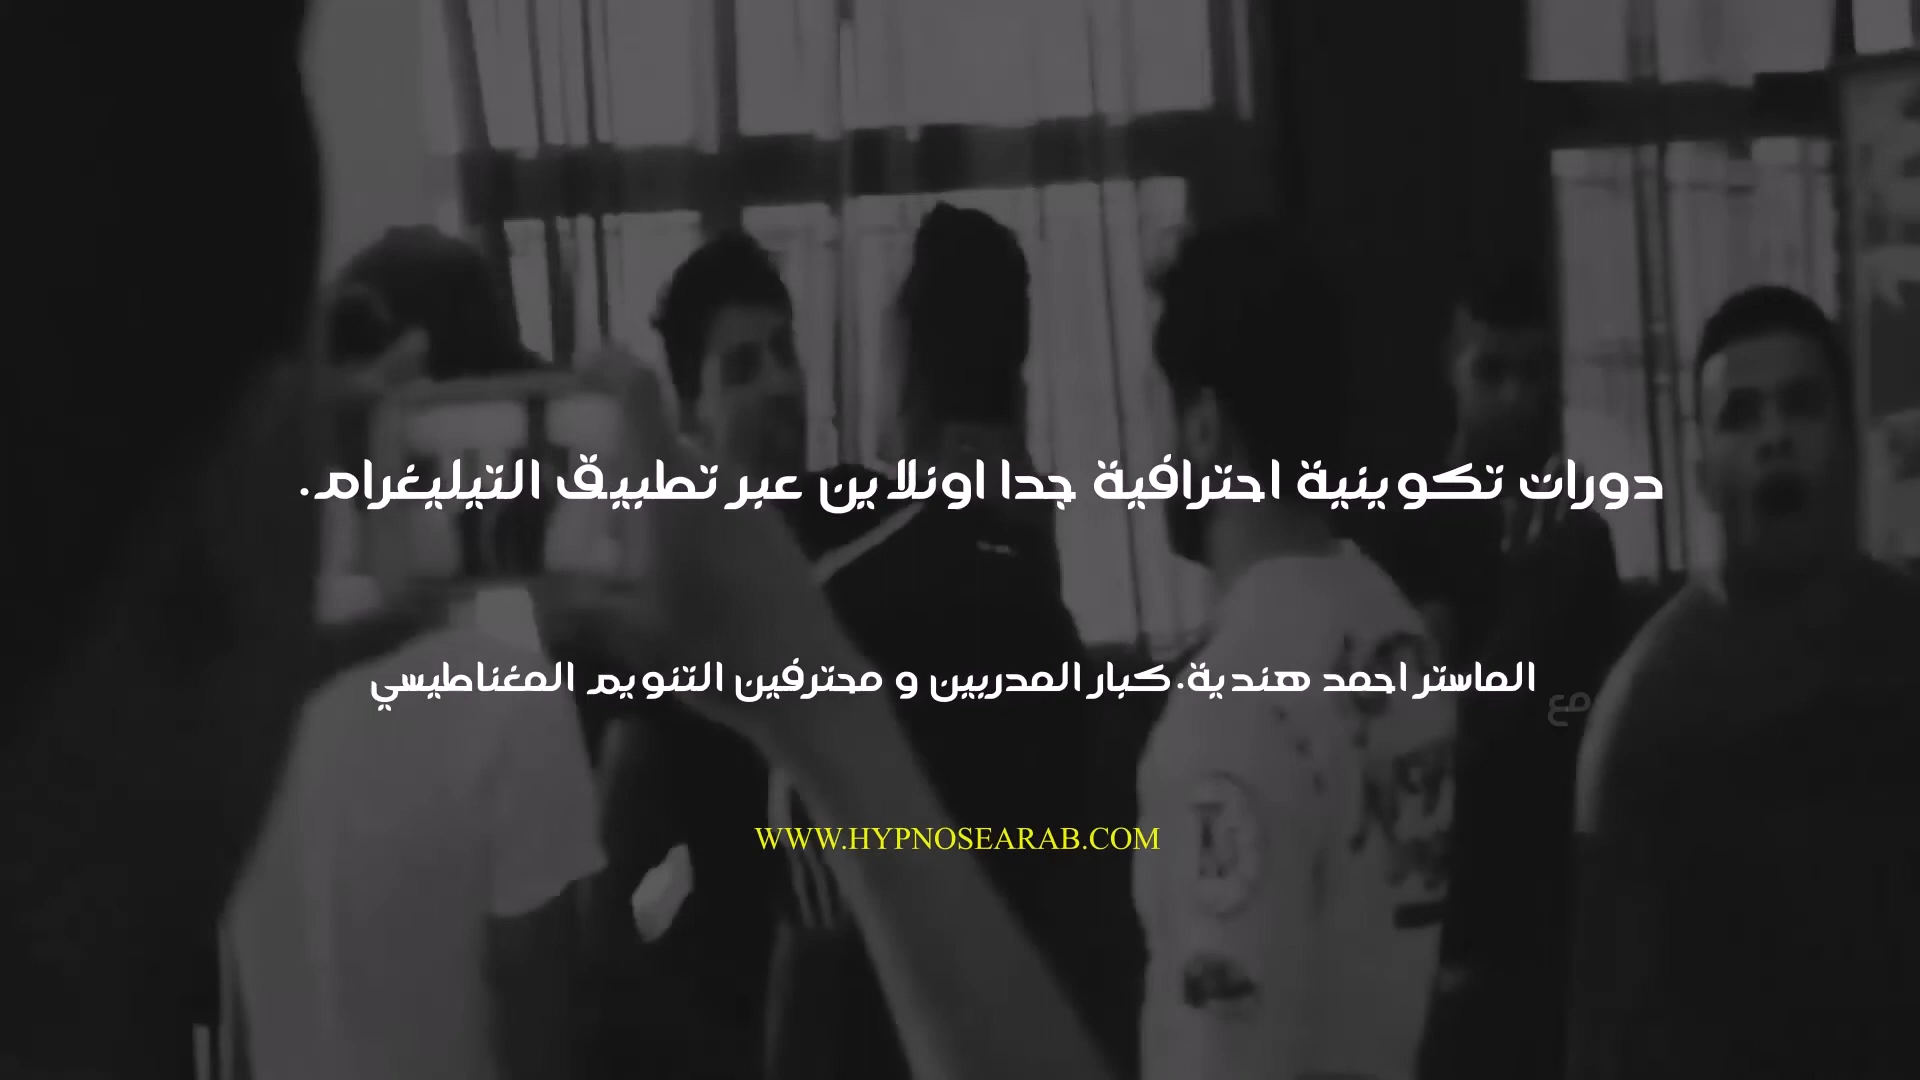 دورات تكوينية احترافية جدا اونلاين عبر تطبيق التيليغرام.
مع الماستر احمد هندية.كبار المدربين و محترفين التنويم المغناطيسي
WWW.HYPNOSEARAB.COM